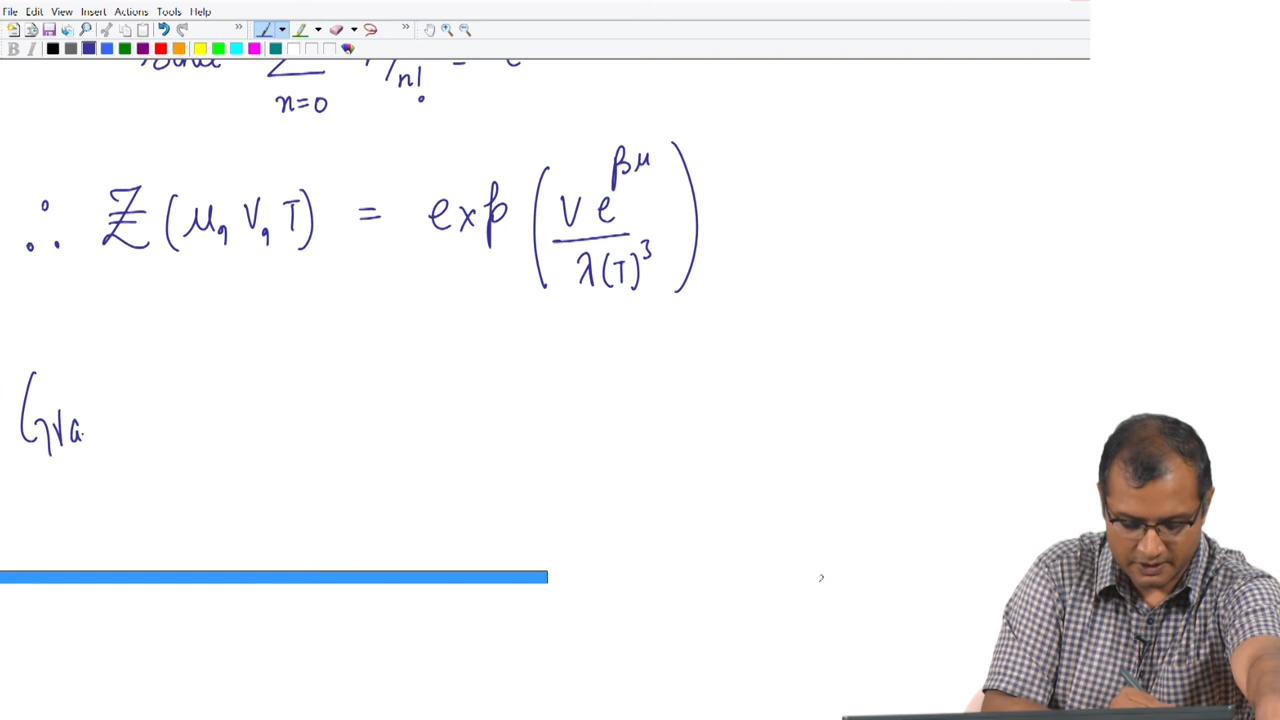 File Edit View Insert Actions Tools Help
B I
n=0 n!
∴ Z (μ, V, T) = exp ( V e^{βμ} / λ(T)^3 )
Gra